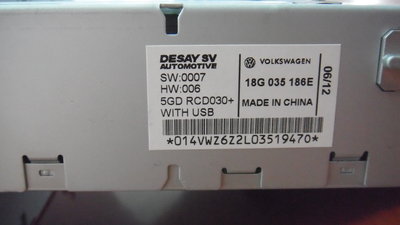 DESAY SV
AUTOMOTIVE
SW:0007
HW:006
5GD RCD030+
WITH USB
VOLKSWAGEN
18G 035 186E
MADE IN CHINA
06/12
*014VWZ6Z2L03519470*